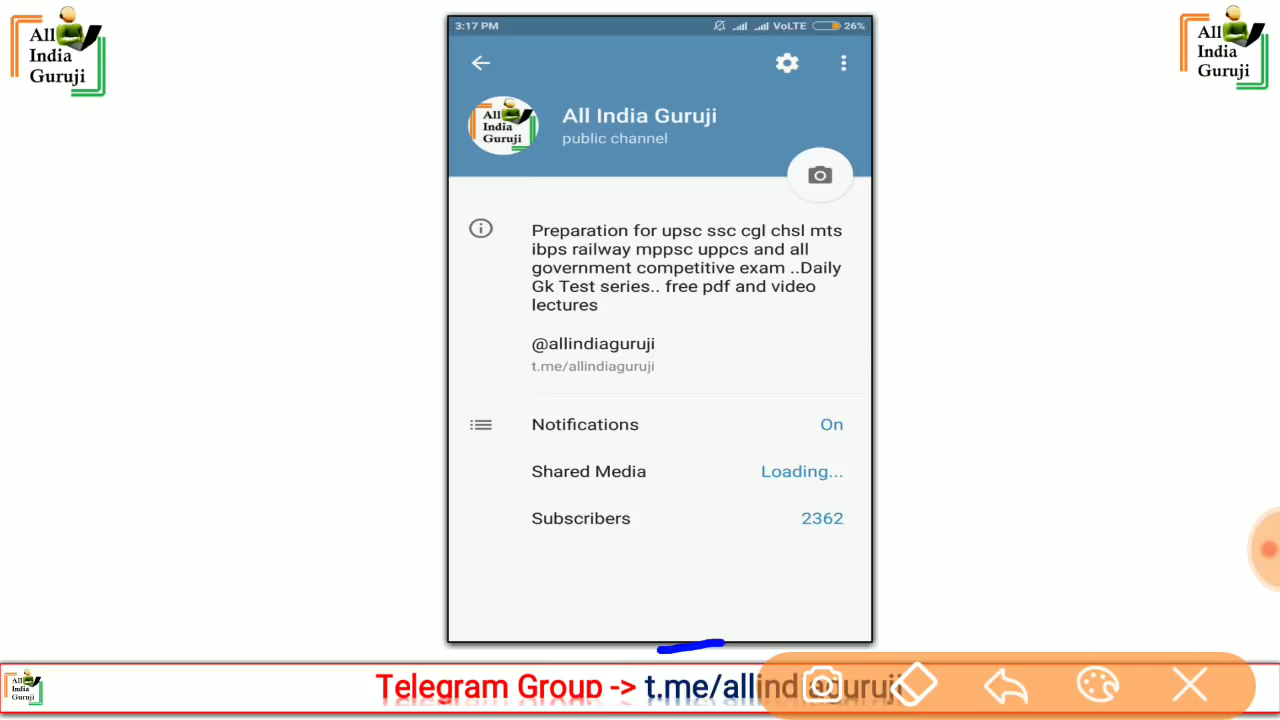 All
India
Guruji
All
India
Guruji
3:17 PM
VoLTE 26%
All
India
Guruji
All India Guruji
public channel
Preparation for upsc ssc cgl chsl mts
ibps railway mppsc uppcs and all
government competitive exam ..Daily
Gk Test series.. free pdf and video
lectures
@allindiaguruji
t.me/allindiaguruji
Notifications On
Shared Media Loading...
Subscribers 2362
All
India
Guruji
Telegram Group -> t.me/allindiaguruji